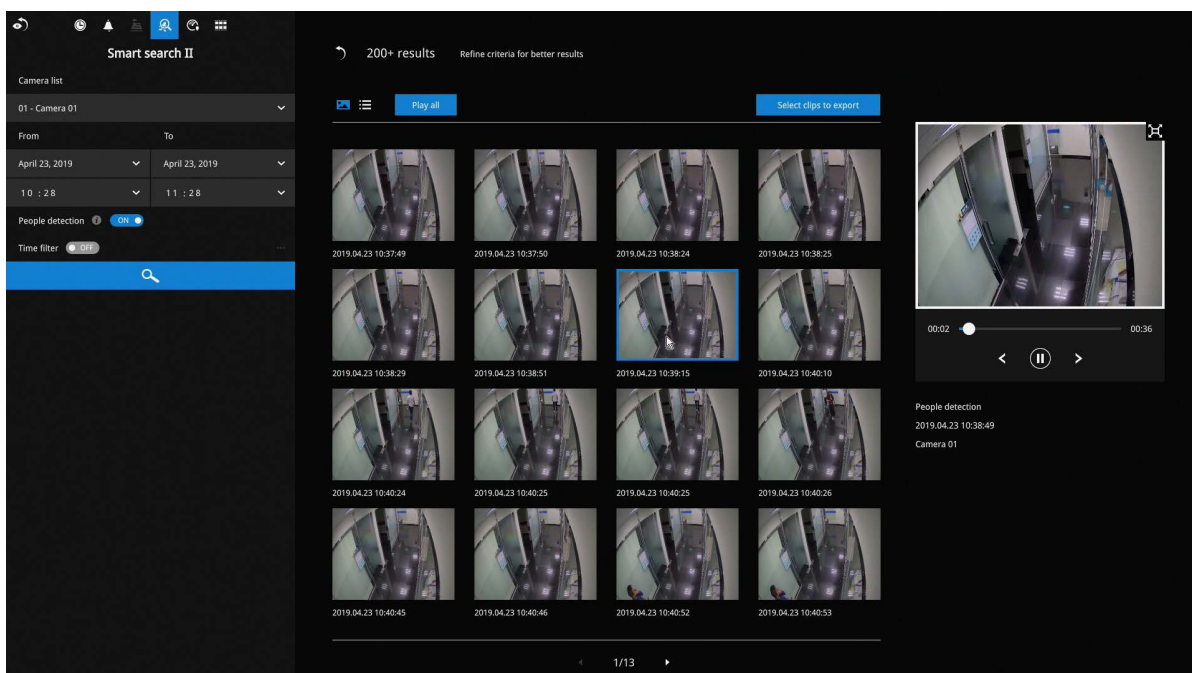 Smart search II
Camera list
01 - Camera 01
From To
April 23, 2019 April 23, 2019
10 : 28 11 : 28
People detection ON
Time filter OFF
200+ results Refine criteria for better results
Play all Select clips to export
2019.04.23 10:37:49 2019.04.23 10:37:50 2019.04.23 10:38:24 2019.04.23 10:38:25
2019.04.23 10:38:29 2019.04.23 10:38:51 2019.04.23 10:39:15 2019.04.23 10:40:10
2019.04.23 10:40:24 2019.04.23 10:40:25 2019.04.23 10:40:25 2019.04.23 10:40:26
2019.04.23 10:40:45 2019.04.23 10:40:46 2019.04.23 10:40:52 2019.04.23 10:40:53
1/13
00:02 00:36
People detection
2019.04.23 10:38:49
Camera 01